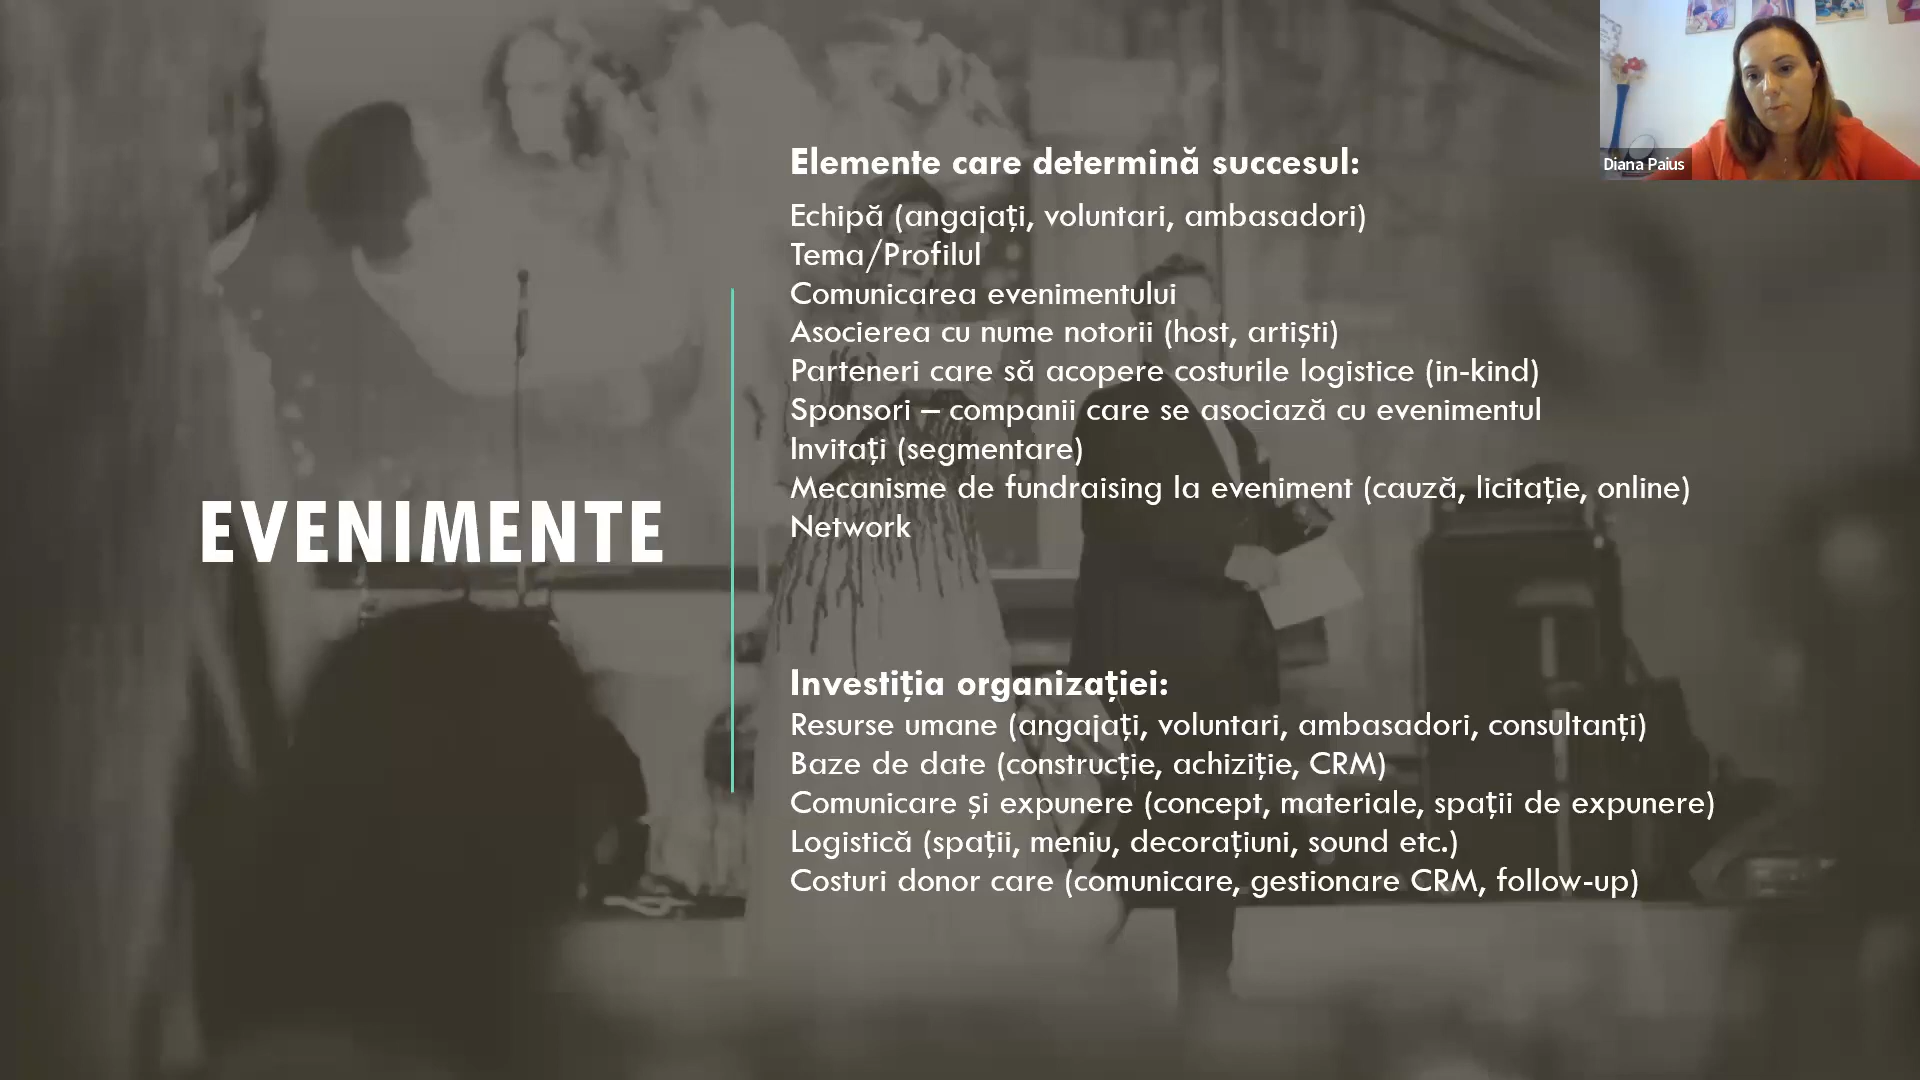 Diana Paius
EVENIMENTE
Elemente care determină succesul:
Echipă (angajați, voluntari, ambasadori)
Tema/Profilul
Comunicarea evenimentului
Asocierea cu nume notorii (host, artiști)
Parteneri care să acopere costurile logistice (in-kind)
Sponsori – companii care se asociază cu evenimentul
Invitați (segmentare)
Mecanisme de fundraising la eveniment (cauză, licitație, online)
Network
Investiția organizației:
Resurse umane (angajați, voluntari, ambasadori, consultanți)
Baze de date (construcție, achiziție, CRM)
Comunicare și expunere (concept, materiale, spații de expunere)
Logistică (spații, meniu, decorațiuni, sound etc.)
Costuri donor care (comunicare, gestionare CRM, follow-up)